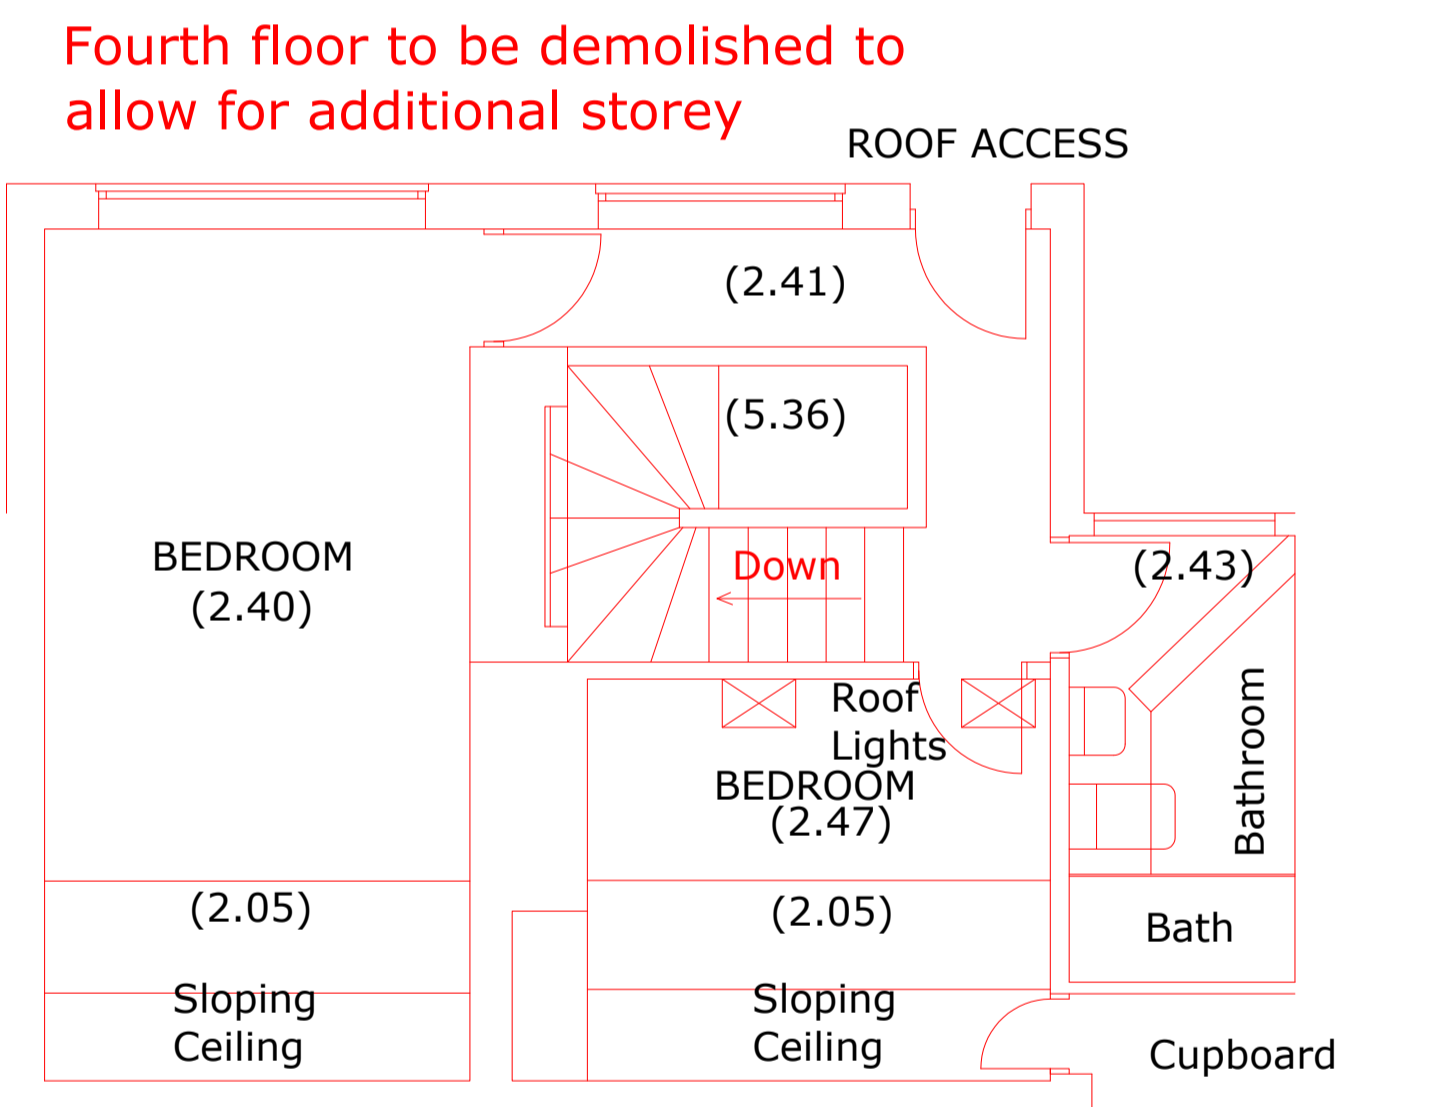 Fourth floor to be demolished to
allow for additional storey
ROOF ACCESS
(2.41)
(5.36)
BEDROOM
(2.40)
Down
(2.43)
Roof
Lights
BEDROOM
(2.47)
Bathroom
(2.05)
(2.05)
Bath
Sloping
Ceiling
Sloping
Ceiling
Cupboard